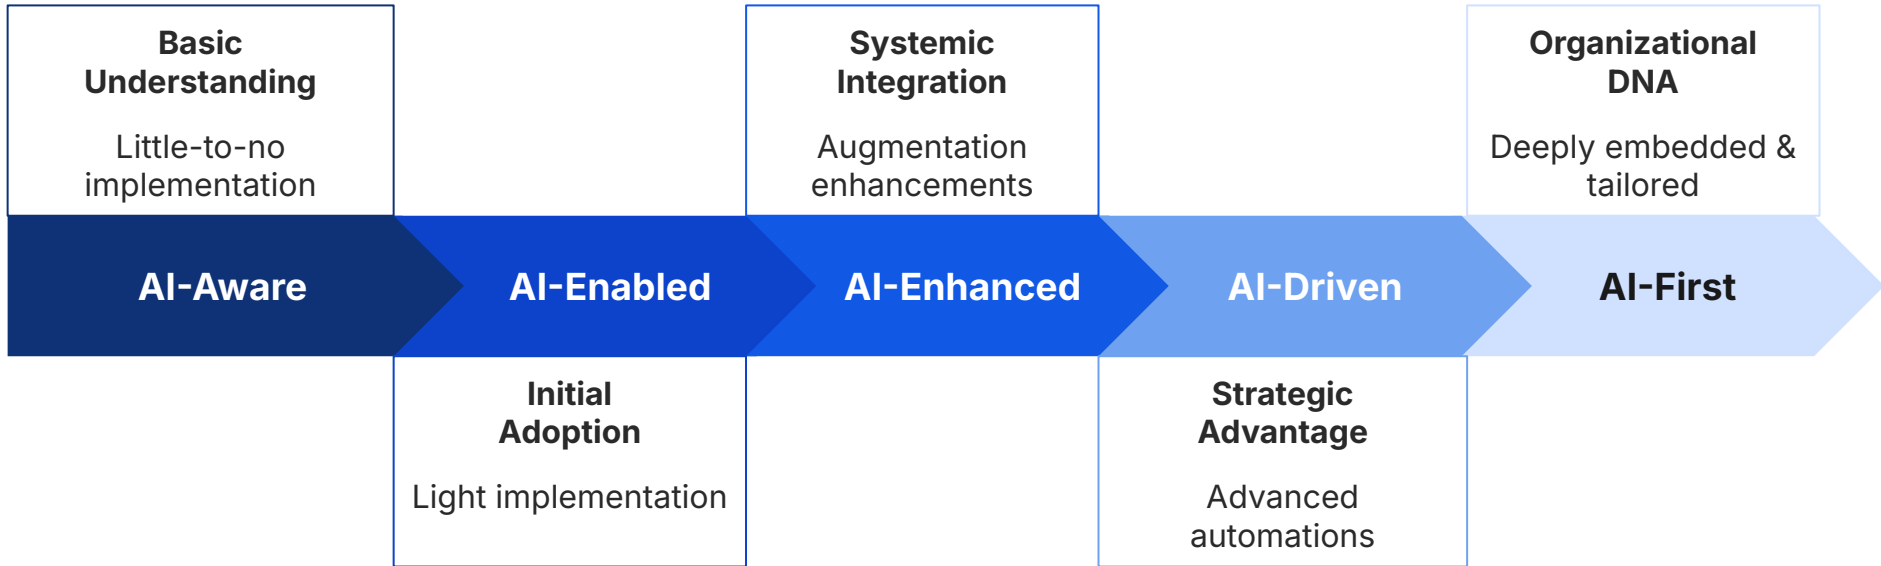 Basic
Understanding
Little-to-no
implementation
Systemic
Integration
Augmentation
enhancements
Organizational
DNA
Deeply embedded &
tailored
AI-Aware
AI-Enabled
AI-Enhanced
AI-Driven
AI-First
Initial
Adoption
Light implementation
Strategic
Advantage
Advanced
automations